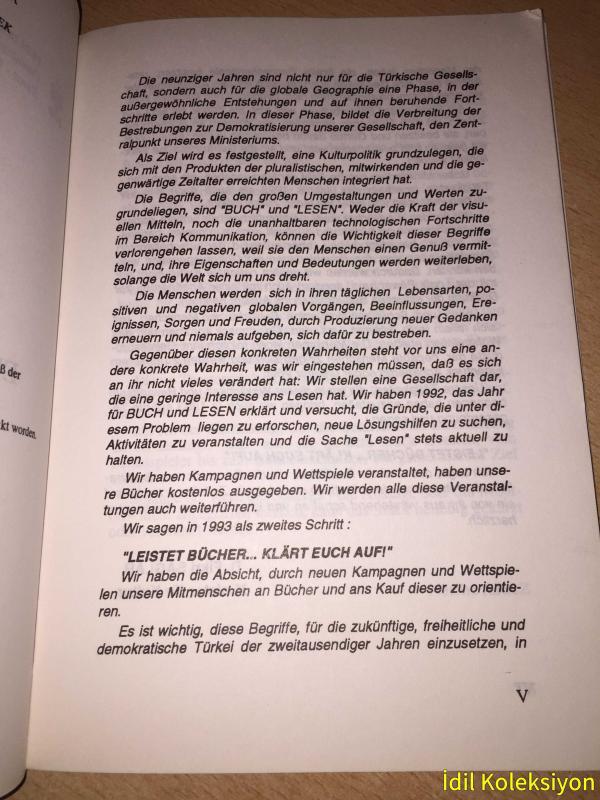 EK
ß der
kt worden.
Die neunziger Jahren sind nicht nur für die Türkische Gesells-
chaft, sondern auch für die globale Geographie eine Phase, in der
außergewöhnliche Entstehungen und auf ihnen beruhende Fort-
schritte erlebt werden. In dieser Phase, bildet die Verbreitung der
Bestrebungen zur Demokratisierung unserer Gesellschaft, den Zent-
ralpunkt unseres Ministeriums.
Als Ziel wird es festgestellt, eine Kulturpolitik grundzulegen, die
sich mit den Produkten der pluralistischen, mitwirkenden und die ge-
genwärtige Zeitalter erreichten Menschen integriert hat.
Die Begriffe, die den großen Umgestaltungen und Werten zu-
grundeliegen, sind "BUCH" und "LESEN". Weder die Kraft der visu-
ellen Mitteln, noch die unanhaltbaren technologischen Fortschritte
im Bereich Kommunikation, können die Wichtigkeit dieser Begriffe
verlorengehen lassen, weil sie den Menschen einen Genuß vermit-
teln, und, ihre Eigenschaften und Bedeutungen werden weiterleben,
solange die Welt sich um uns dreht.
Die Menschen werden sich in ihren täglichen Lebensarten, po-
sitiven und negativen globalen Vorgängen, Beeinflussungen, Ere-
ignissen, Sorgen und Freuden, durch Produzierung neuer Gedanken
erneuern und niemals aufgeben, sich dafür zu bestreben.
Gegenüber diesen konkreten Wahrheiten steht vor uns eine an-
dere konkrete Wahrheit, was wir eingestehen müssen, daß es sich
an ihr nicht vieles verändert hat: Wir stellen eine Gesellschaft dar,
die eine geringe Interesse ans Lesen hat. Wir haben 1992, das Jahr
für BUCH und LESEN erklärt und versucht, die Gründe, die unter di-
esem Problem liegen zu erforschen, neue Lösungshilfen zu suchen,
Aktivitäten zu veranstalten und die Sache "Lesen" stets aktuell zu
halten.
Wir haben Kampagnen und Wettspiele veranstaltet, haben unse-
re Bücher kostenlos ausgegeben. Wir werden alle diese Veranstal-
tungen auch weiterführen.
Wir sagen in 1993 als zweites Schritt :
"LEISTET BÜCHER... KLÄRT EUCH AUF!"
Wir haben die Absicht, durch neuen Kampagnen und Wettspie-
len unsere Mitmenschen an Bücher und ans Kauf dieser zu orientie-
ren.
Es ist wichtig, diese Begriffe, für die zukünftige, freiheitliche und
demokratische Türkei der zweitausendiger Jahren einzusetzen, in
V
İdil Koleksiyon